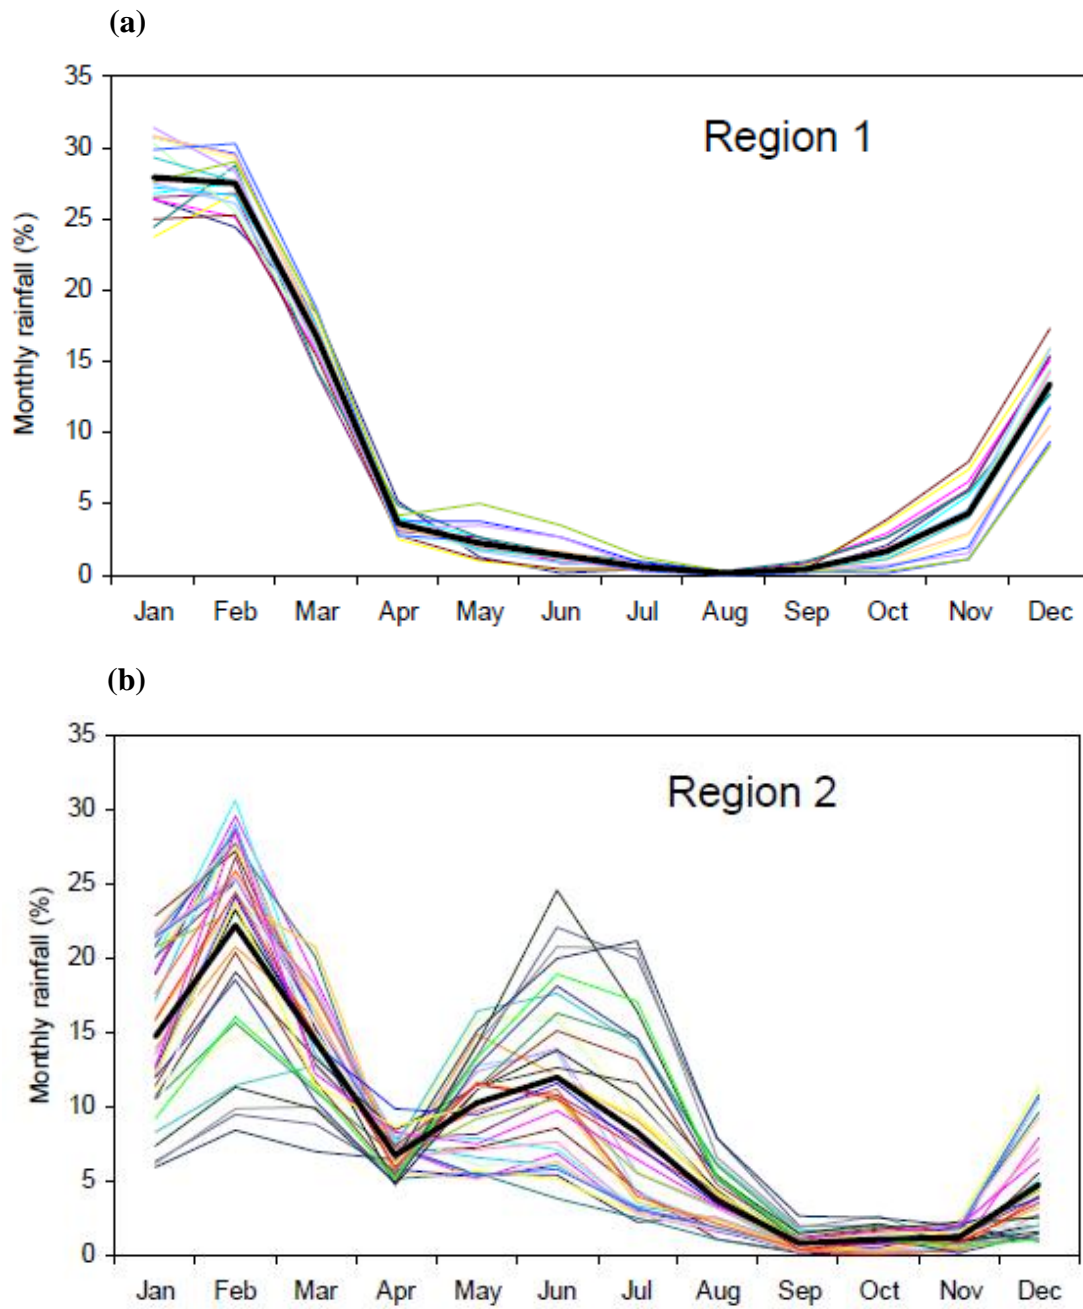 (a)
35
30
25
20
15
10
5
0
Monthly rainfall (%)
Region 1
Jan Feb Mar Apr May Jun Jul Aug Sep Oct Nov Dec
(b)
35
30
25
20
15
10
5
0
Monthly rainfall (%)
Region 2
Jan Feb Mar Apr May Jun Jul Aug Sep Oct Nov Dec